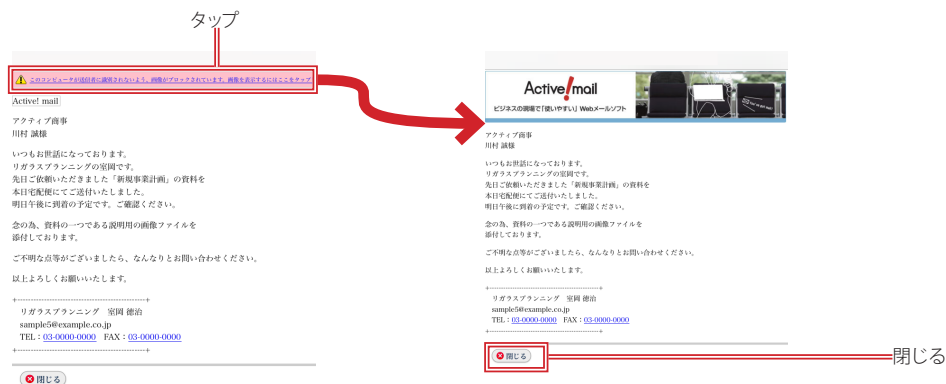 タップ
このコンピュータが送信者に識別されないよう、画像がブロックされています。画像を表示するにはここをタップ
Active! mail
アクティブ商事
川村 誠様
いつもお世話になっております。
リガラスプランニングの室岡です。
先日ご依頼いただきました「新規事業計画」の資料を
本日宅配便にてご送付いたしました。
明日午後に到着の予定です。ご確認ください。
念の為、資料の一つである説明用の画像ファイルを
添付しております。
ご不明な点等がございましたら、なんなりとお問い合わせください。
以上よろしくお願いいたします。
+------------------------------------------------+
リガラスプランニング 室岡 徳治
sample5@example.co.jp
TEL：03-0000-0000 FAX：03-0000-0000
+------------------------------------------------+
閉じる
Active! mail
ビジネスの現場で「使いやすい」Webメールソフト
アクティブ商事
川村 誠様
いつもお世話になっております。
リガラスプランニングの室岡です。
先日ご依頼いただきました「新規事業計画」の資料を
本日宅配便にてご送付いたしました。
明日午後に到着の予定です。ご確認ください。
念の為、資料の一つである説明用の画像ファイルを
添付しております。
ご不明な点等がございましたら、なんなりとお問い合わせください。
以上よろしくお願いいたします。
+------------------------------------------------+
リガラスプランニング 室岡 徳治
sample5@example.co.jp
TEL：03-0000-0000 FAX：03-0000-0000
+------------------------------------------------+
閉じる
閉じる